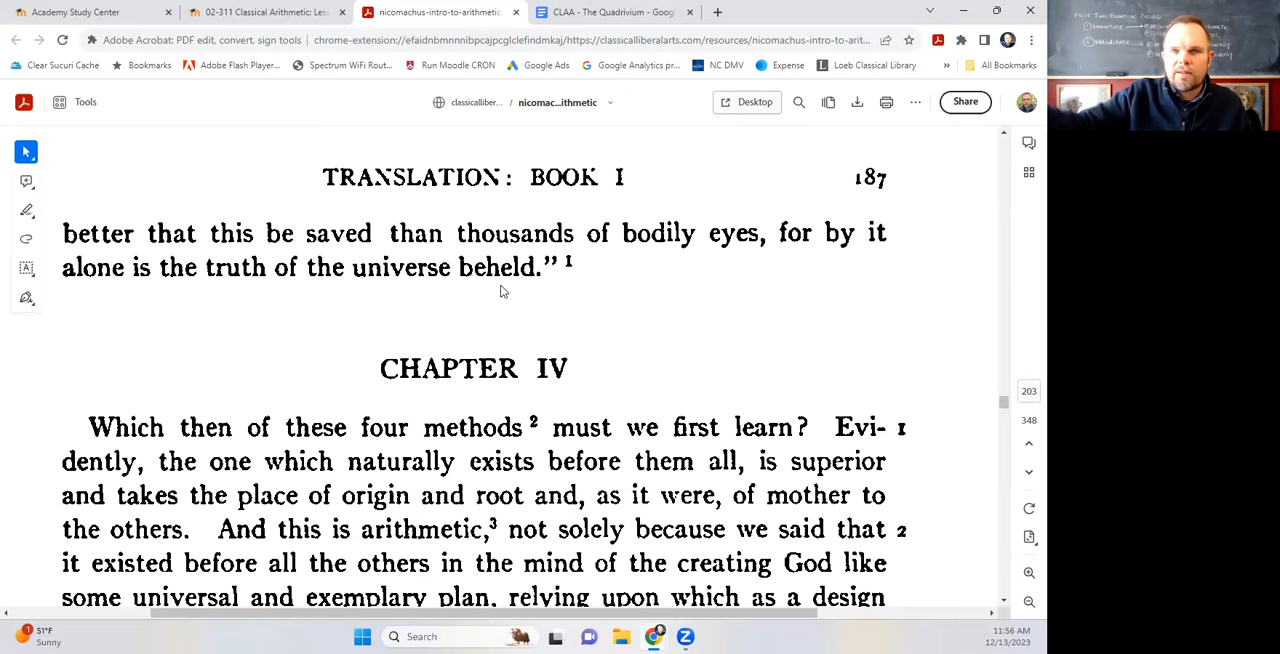 Academy Study Center
02-311 Classical Arithmetic: Les
nicomachus-intro-to-arithmetic.
CLAA - The Quadrivium - Googl
Adobe Acrobat: PDF edit, convert, sign tools
chrome-extension://efaidnbmnnnibpcajpcglclefindmkaj/https://classicalliberalarts.com/resources/nicomachus-intro-to-arit...
Clear Sucuri Cache
Bookmarks
Adobe Flash Player...
Spectrum WiFi Rout...
Run Moodle CRON
Google Ads
Google Analytics pr...
NC DMV
Expense
Loeb Classical Library
»
All Bookmarks
Tools
classicalliber... / nicomac...ithmetic
Desktop
Share
TRANSLATION: BOOK I 187
better that this be saved than thousands of bodily eyes, for by it
alone is the truth of the universe beheld.” 1
CHAPTER IV
Which then of these four methods 2 must we first learn? Evi- 1
dently, the one which naturally exists before them all, is superior
and takes the place of origin and root and, as it were, of mother to
the others. And this is arithmetic,3 not solely because we said that 2
it existed before all the others in the mind of the creating God like
some universal and exemplary plan, relying upon which as a design
203
348
1
51°F
Sunny
Search
11:56 AM
12/13/2023